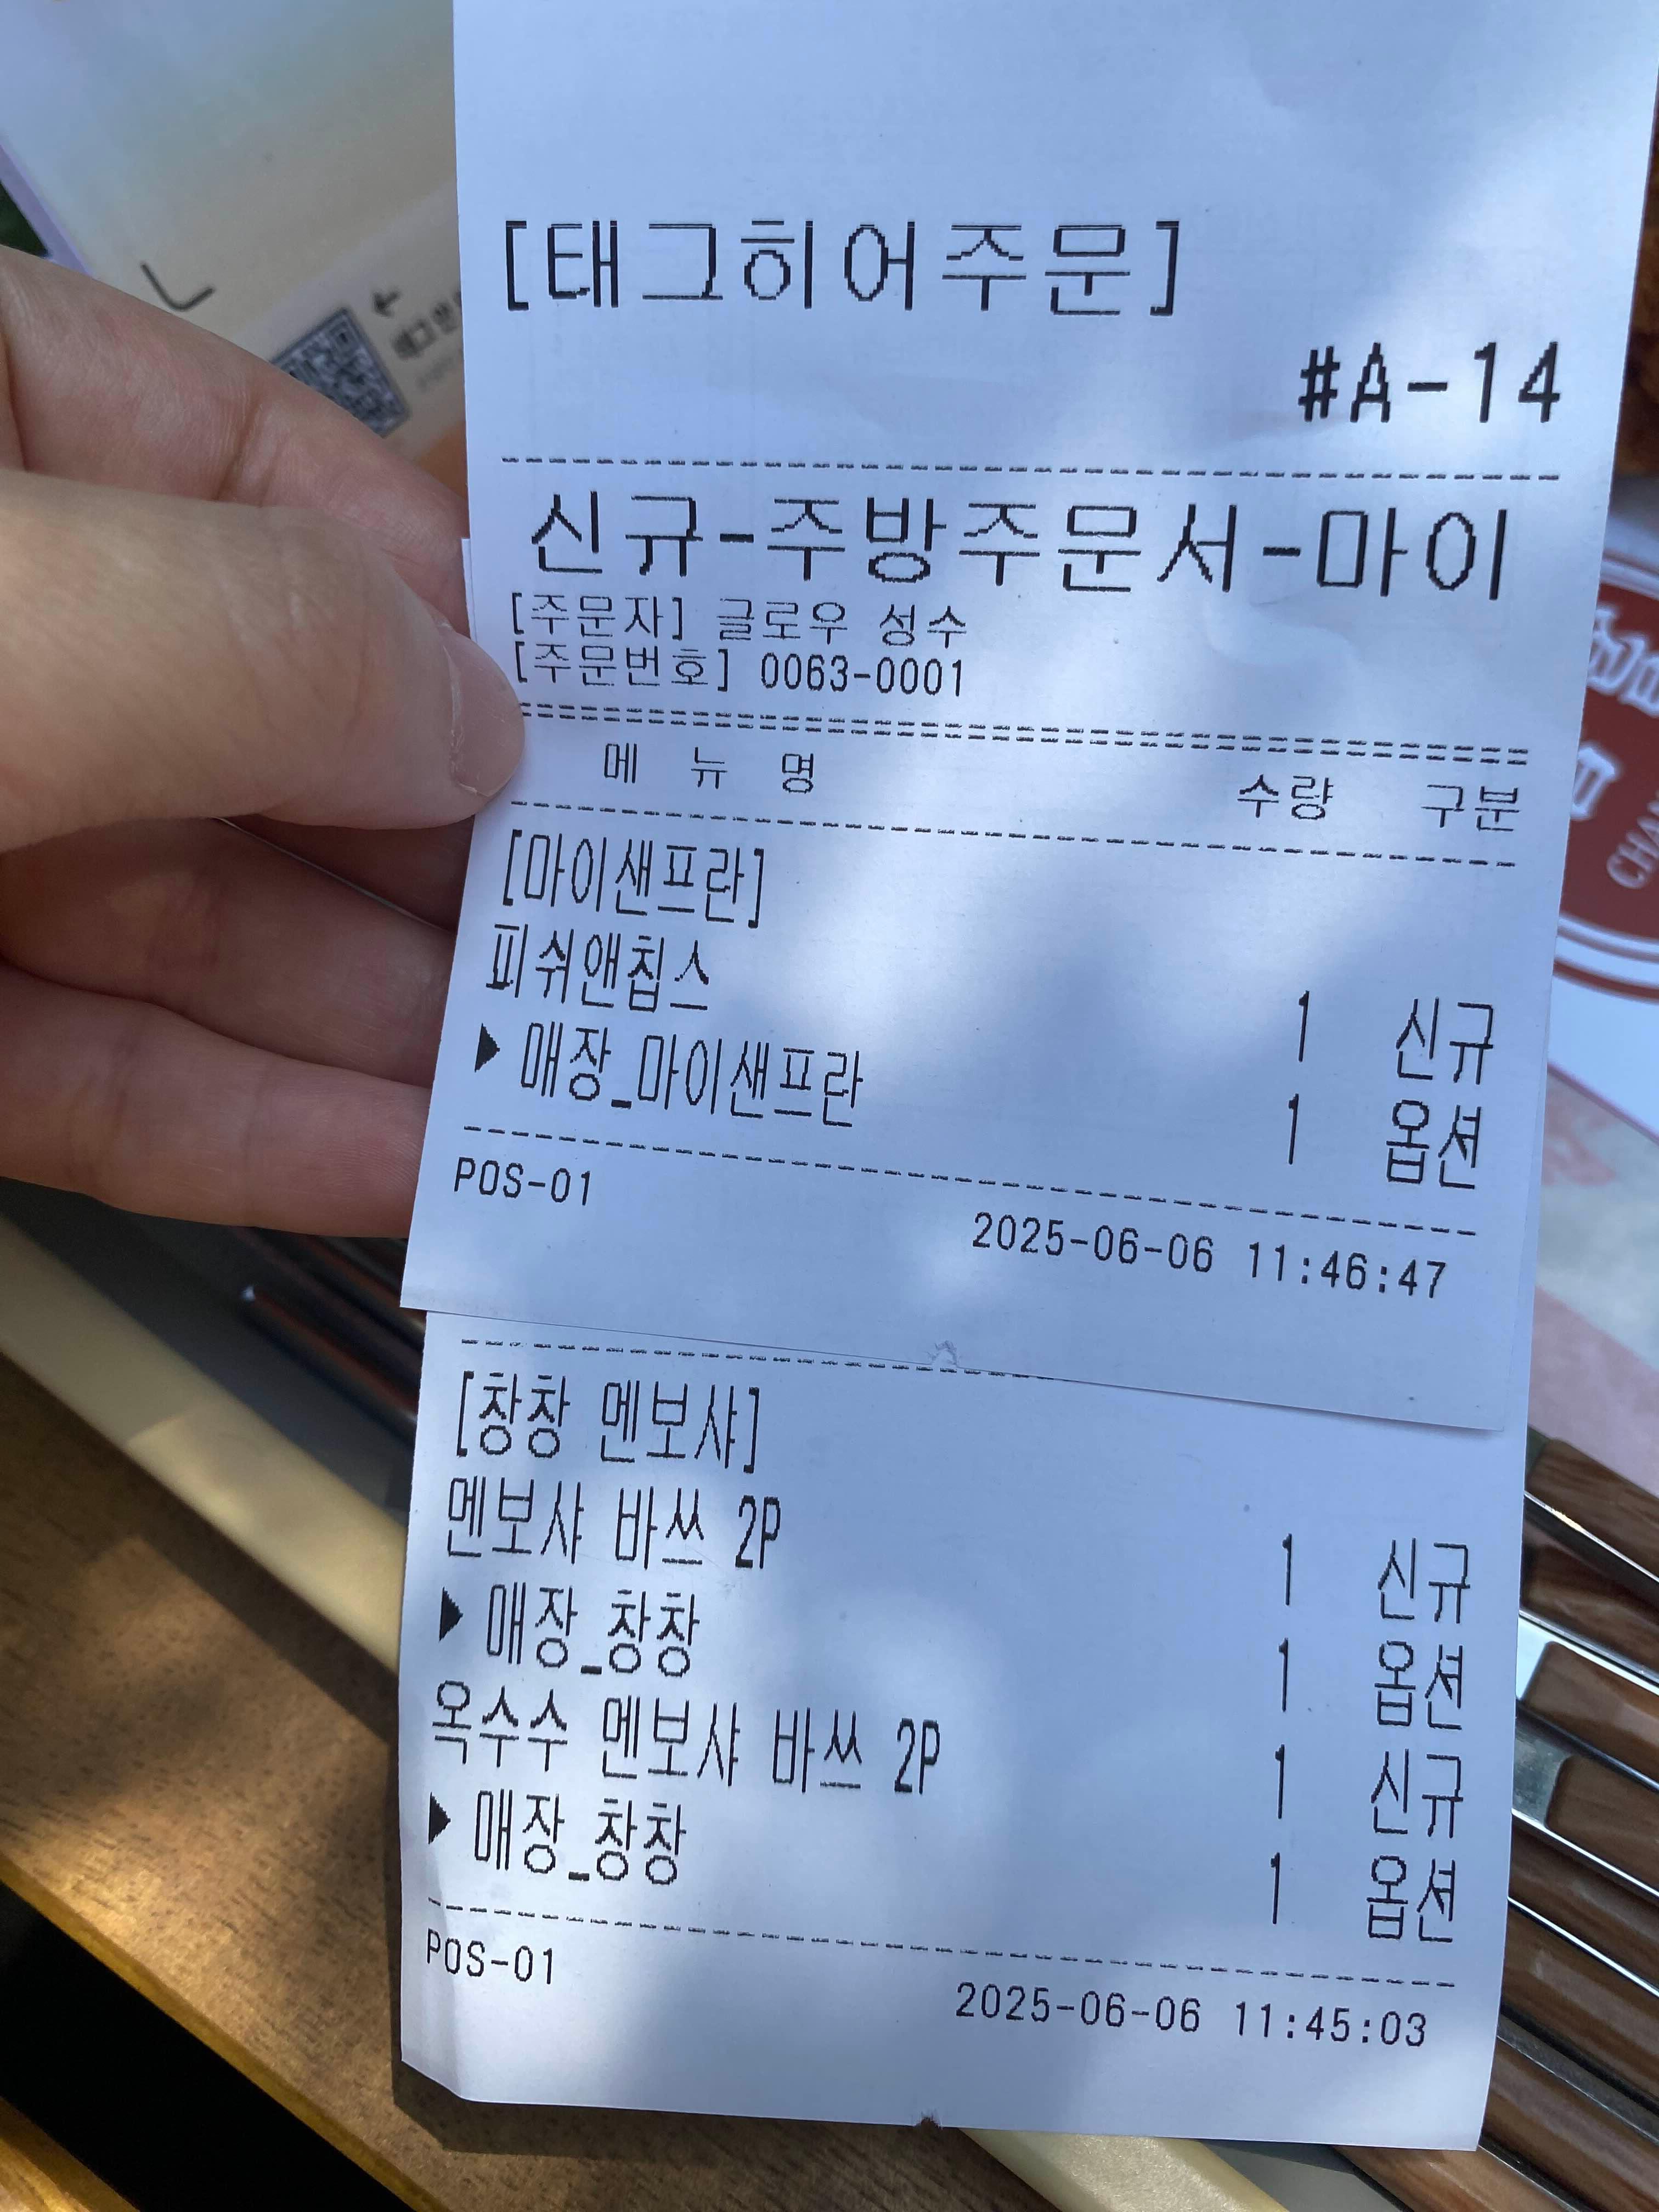 [태그히어주문]
#A-14
신규-주방주문서-마이
[주문자] 글로우 성수
[주문번호] 0063-0001
메 뉴 명 수량 구분
[마이샌프란]
피쉬앤칩스 1 신규
▶ 매장_마이샌프란 1 옵션
POS-01
2025-06-06 11:46:47
[창창 멘보샤]
멘보샤 바쓰 2P 1 신규
▶ 매장_창창 1 옵션
옥수수 멘보샤 바쓰 2P 1 신규
▶ 매장_창창 1 옵션
POS-01
2025-06-06 11:45:03